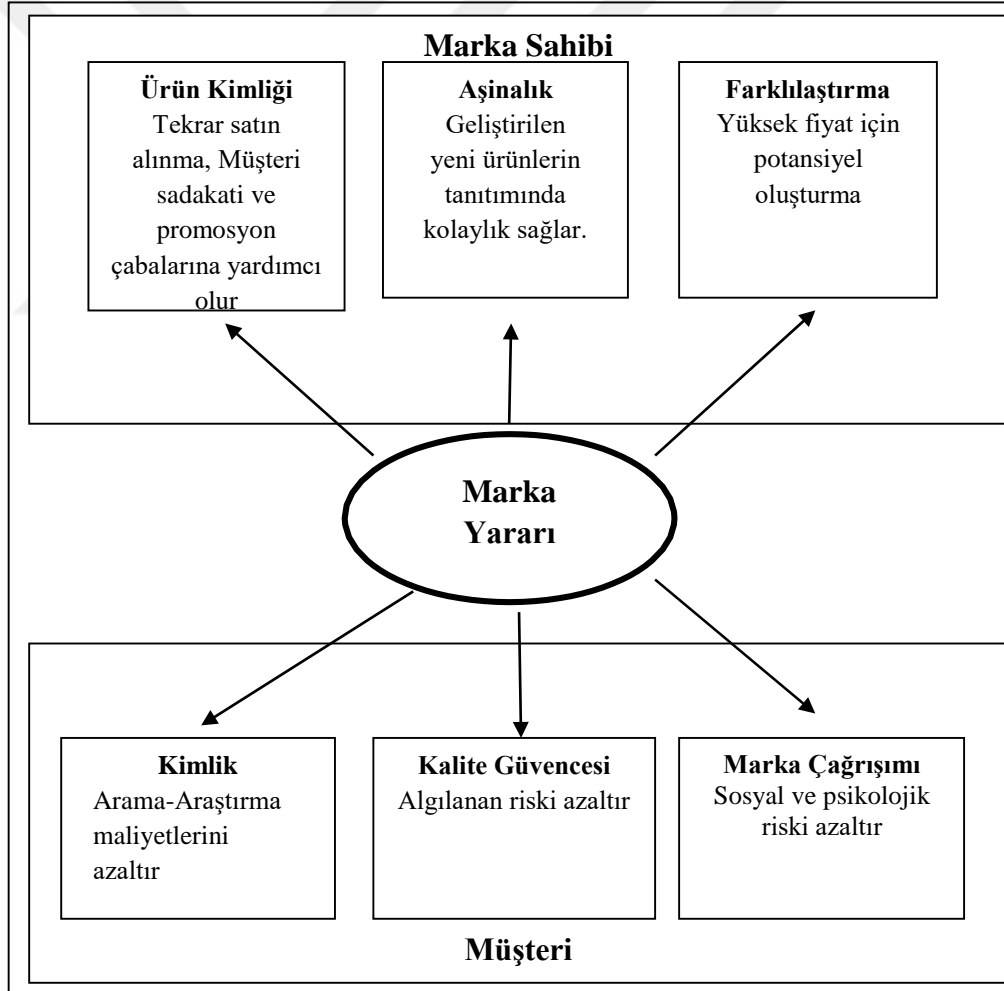 Marka Sahibi
Ürün Kimliği
Tekrar satın
alınma, Müşteri
sadakati ve
promosyon
çabalarına yardımcı
olur
Aşinalık
Geliştirilen
yeni ürünlerin
tanıtımında
kolaylık sağlar.
Farklılaştırma
Yüksek fiyat için
potansiyel
oluşturma
Marka
Yararı
Kimlik
Arama-Araştırma
maliyetlerini
azaltır
Kalite Güvencesi
Algılanan riski azaltır
Marka Çağrışımı
Sosyal ve psikolojik
riski azaltır
Müşteri